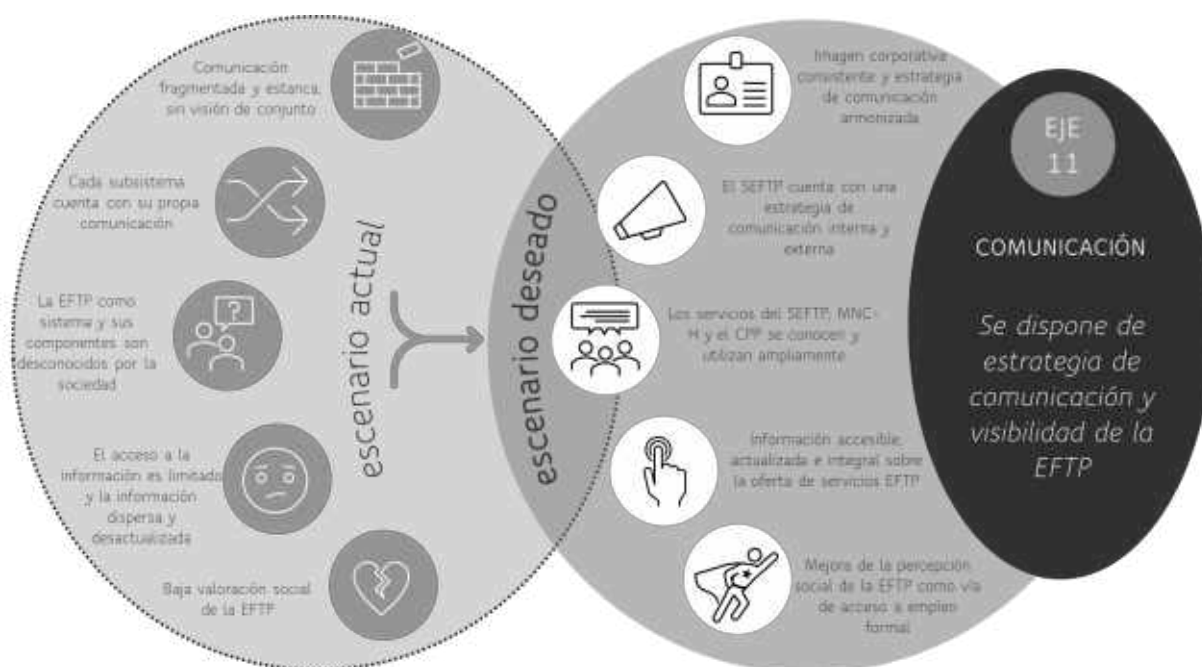 Comunicación
fragmentada y estanca,
sin visión de conjunto
Cada subsistema
cuenta con su propia
comunicación
La EFTP como
sistema y sus
componentes son
desconocidos por la
sociedad
El acceso a la
información es limitado
y la información
dispersa y
desactualizada
Baja valoración social
de la EFTP
escenario actual
escenario deseado
Imagen corporativa
consistente y estrategia
de comunicación
armonizada
El SEFTP cuenta con una
estrategia de
comunicación interna y
externa
Los servicios del SEFTP, MNC-
H y el CPP se conocen y
utilizan ampliamente
Información accesible,
actualizada e integral sobre
la oferta de servicios EFTP
Mejora de la percepción
social de la EFTP como vía
de acceso a empleo
formal
EJE
11
COMUNICACIÓN
Se dispone de
estrategia de
comunicación y
visibilidad de la
EFTP